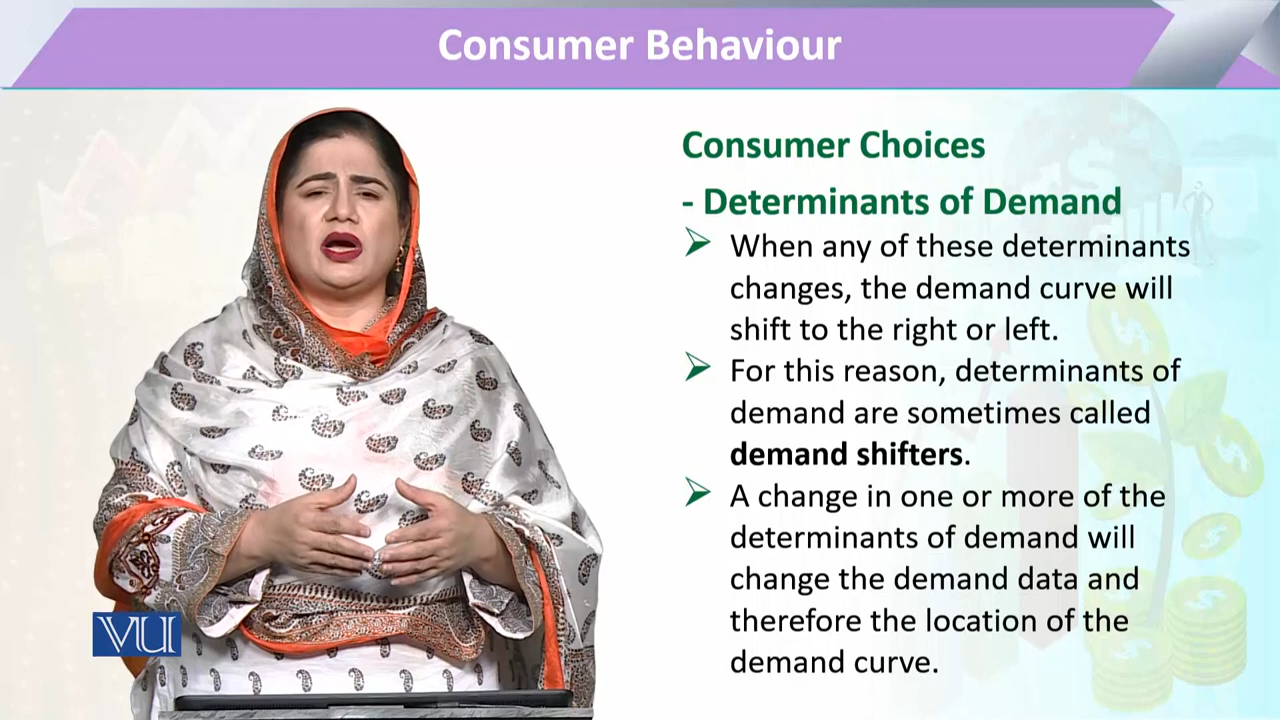 Consumer Behaviour
Consumer Choices
- Determinants of Demand
When any of these determinants
changes, the demand curve will
shift to the right or left.
For this reason, determinants of
demand are sometimes called
demand shifters.
A change in one or more of the
determinants of demand will
change the demand data and
therefore the location of the
demand curve.
VU